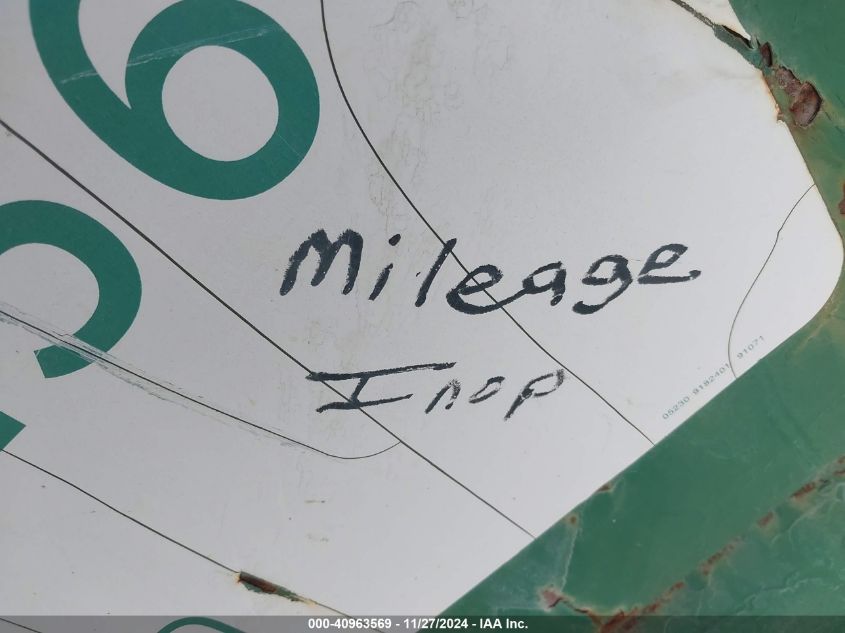 Mileage
Inop
05230 9182401 91071
000-40963569 - 11/27/2024 - IAA Inc.